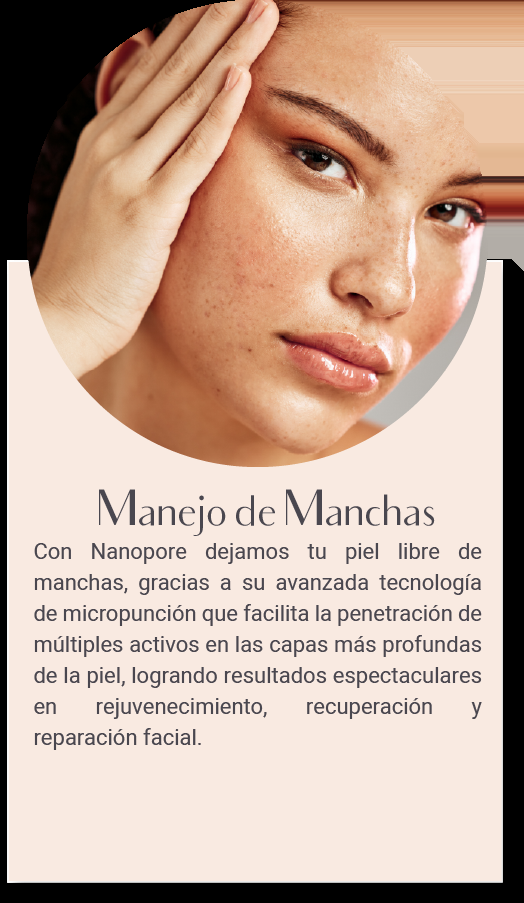 Manejo de Manchas
Con Nanopore dejamos tu piel libre de
manchas, gracias a su avanzada tecnología
de micropunción que facilita la penetración de
múltiples activos en las capas más profundas
de la piel, logrando resultados espectaculares
en rejuvenecimiento, recuperación y
reparación facial.